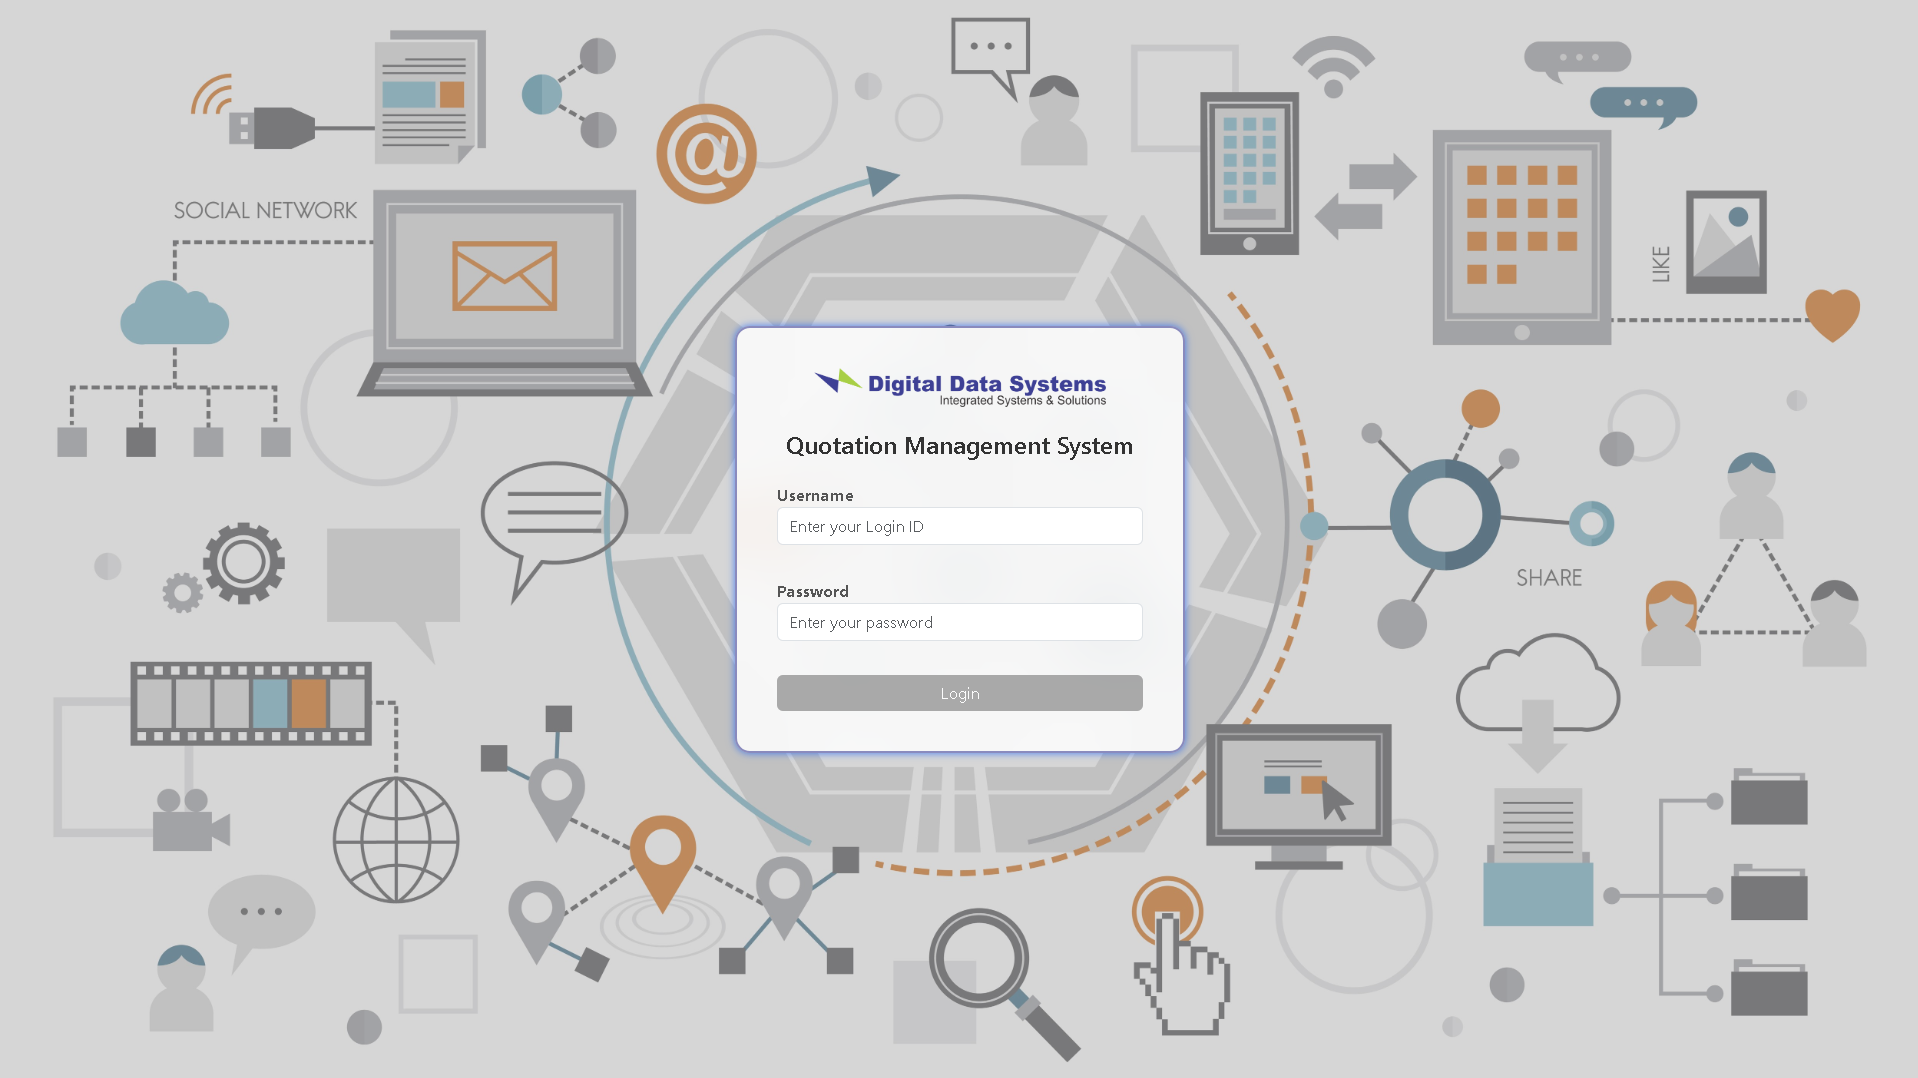 SOCIAL NETWORK
@
LIKE
Digital Data Systems
Integrated Systems & Solutions
Quotation Management System
Username
Enter your Login ID
Password
Enter your password
Login
SHARE